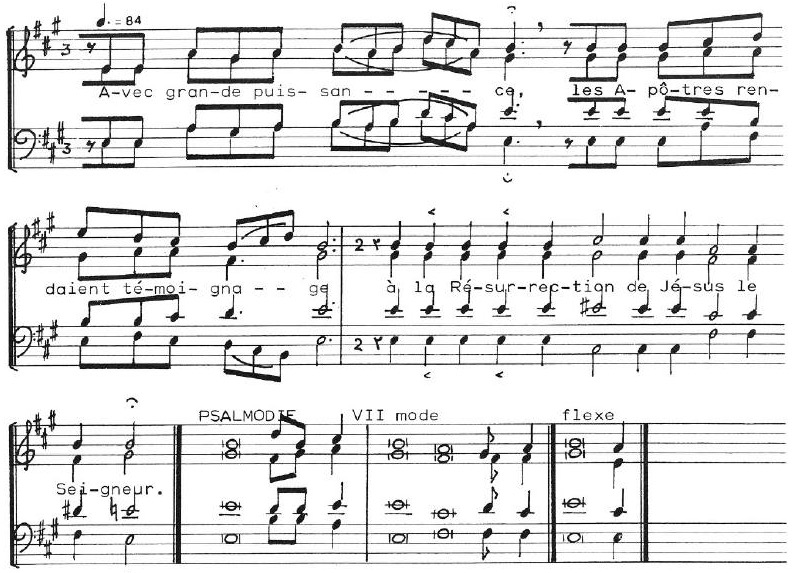 ♩. = 84
A-vec gran-de puis-san - - - - - - ce, les A-pô-tres ren-
daient té-moi-gna - - ge à la Ré-sur-rec-tion de Jé-sus le
Sei-gneur.
PSALMODIE VII mode flexe